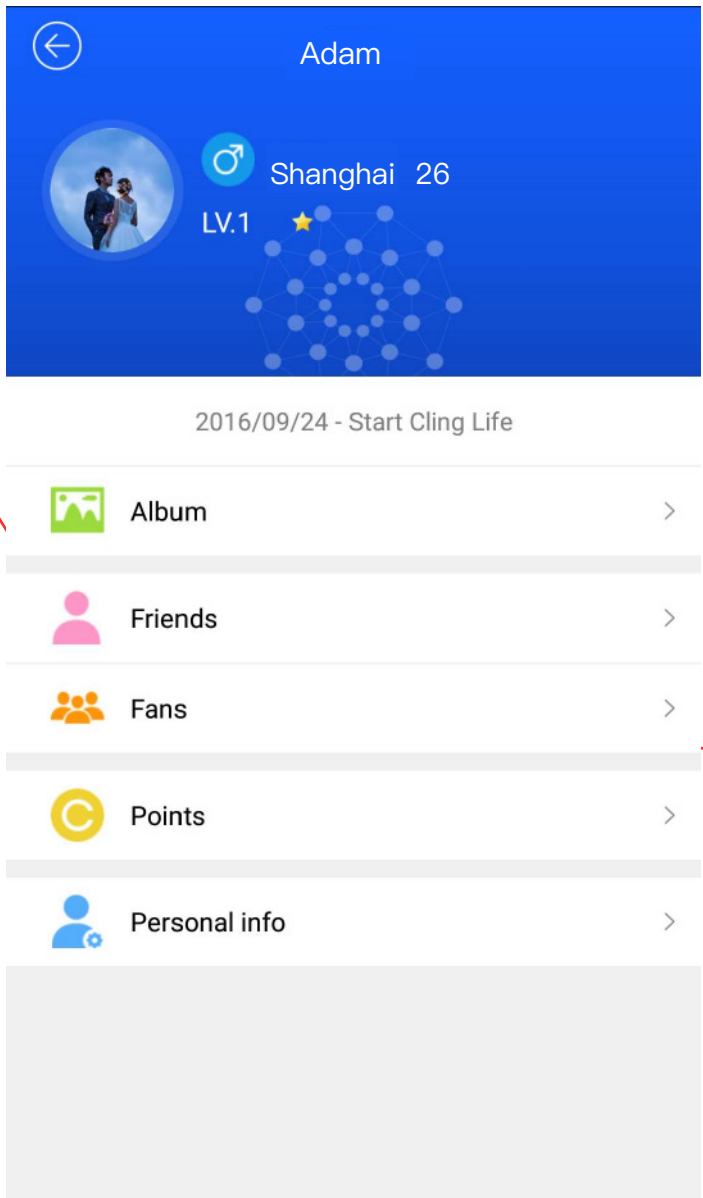 Adam
Shanghai 26
LV.1
2016/09/24 - Start Cling Life
Album
Friends
Fans
Points
Personal info